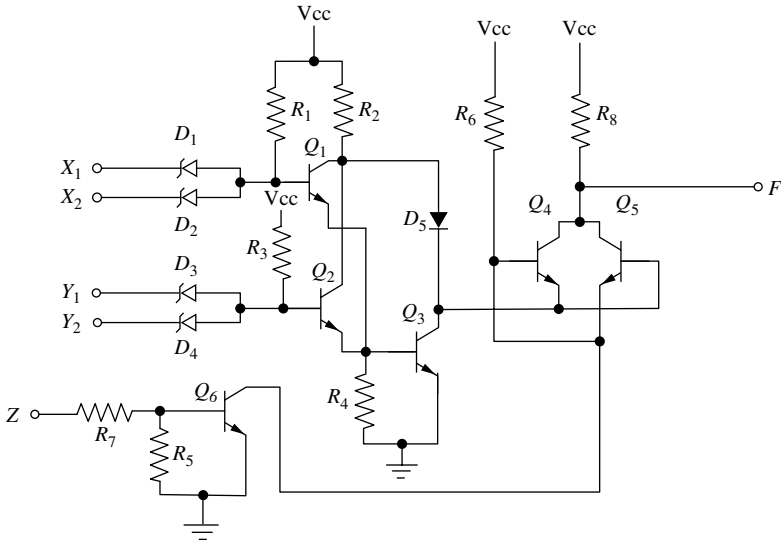 Vcc
Vcc
Vcc
R1
R2
R6
R8
D1
Q1
X1
X2
F
Vcc
D2
Q4
Q5
D5
R3
D3
Q2
Y1
Y2
Q3
D4
R4
Q6
Z
R7
R5